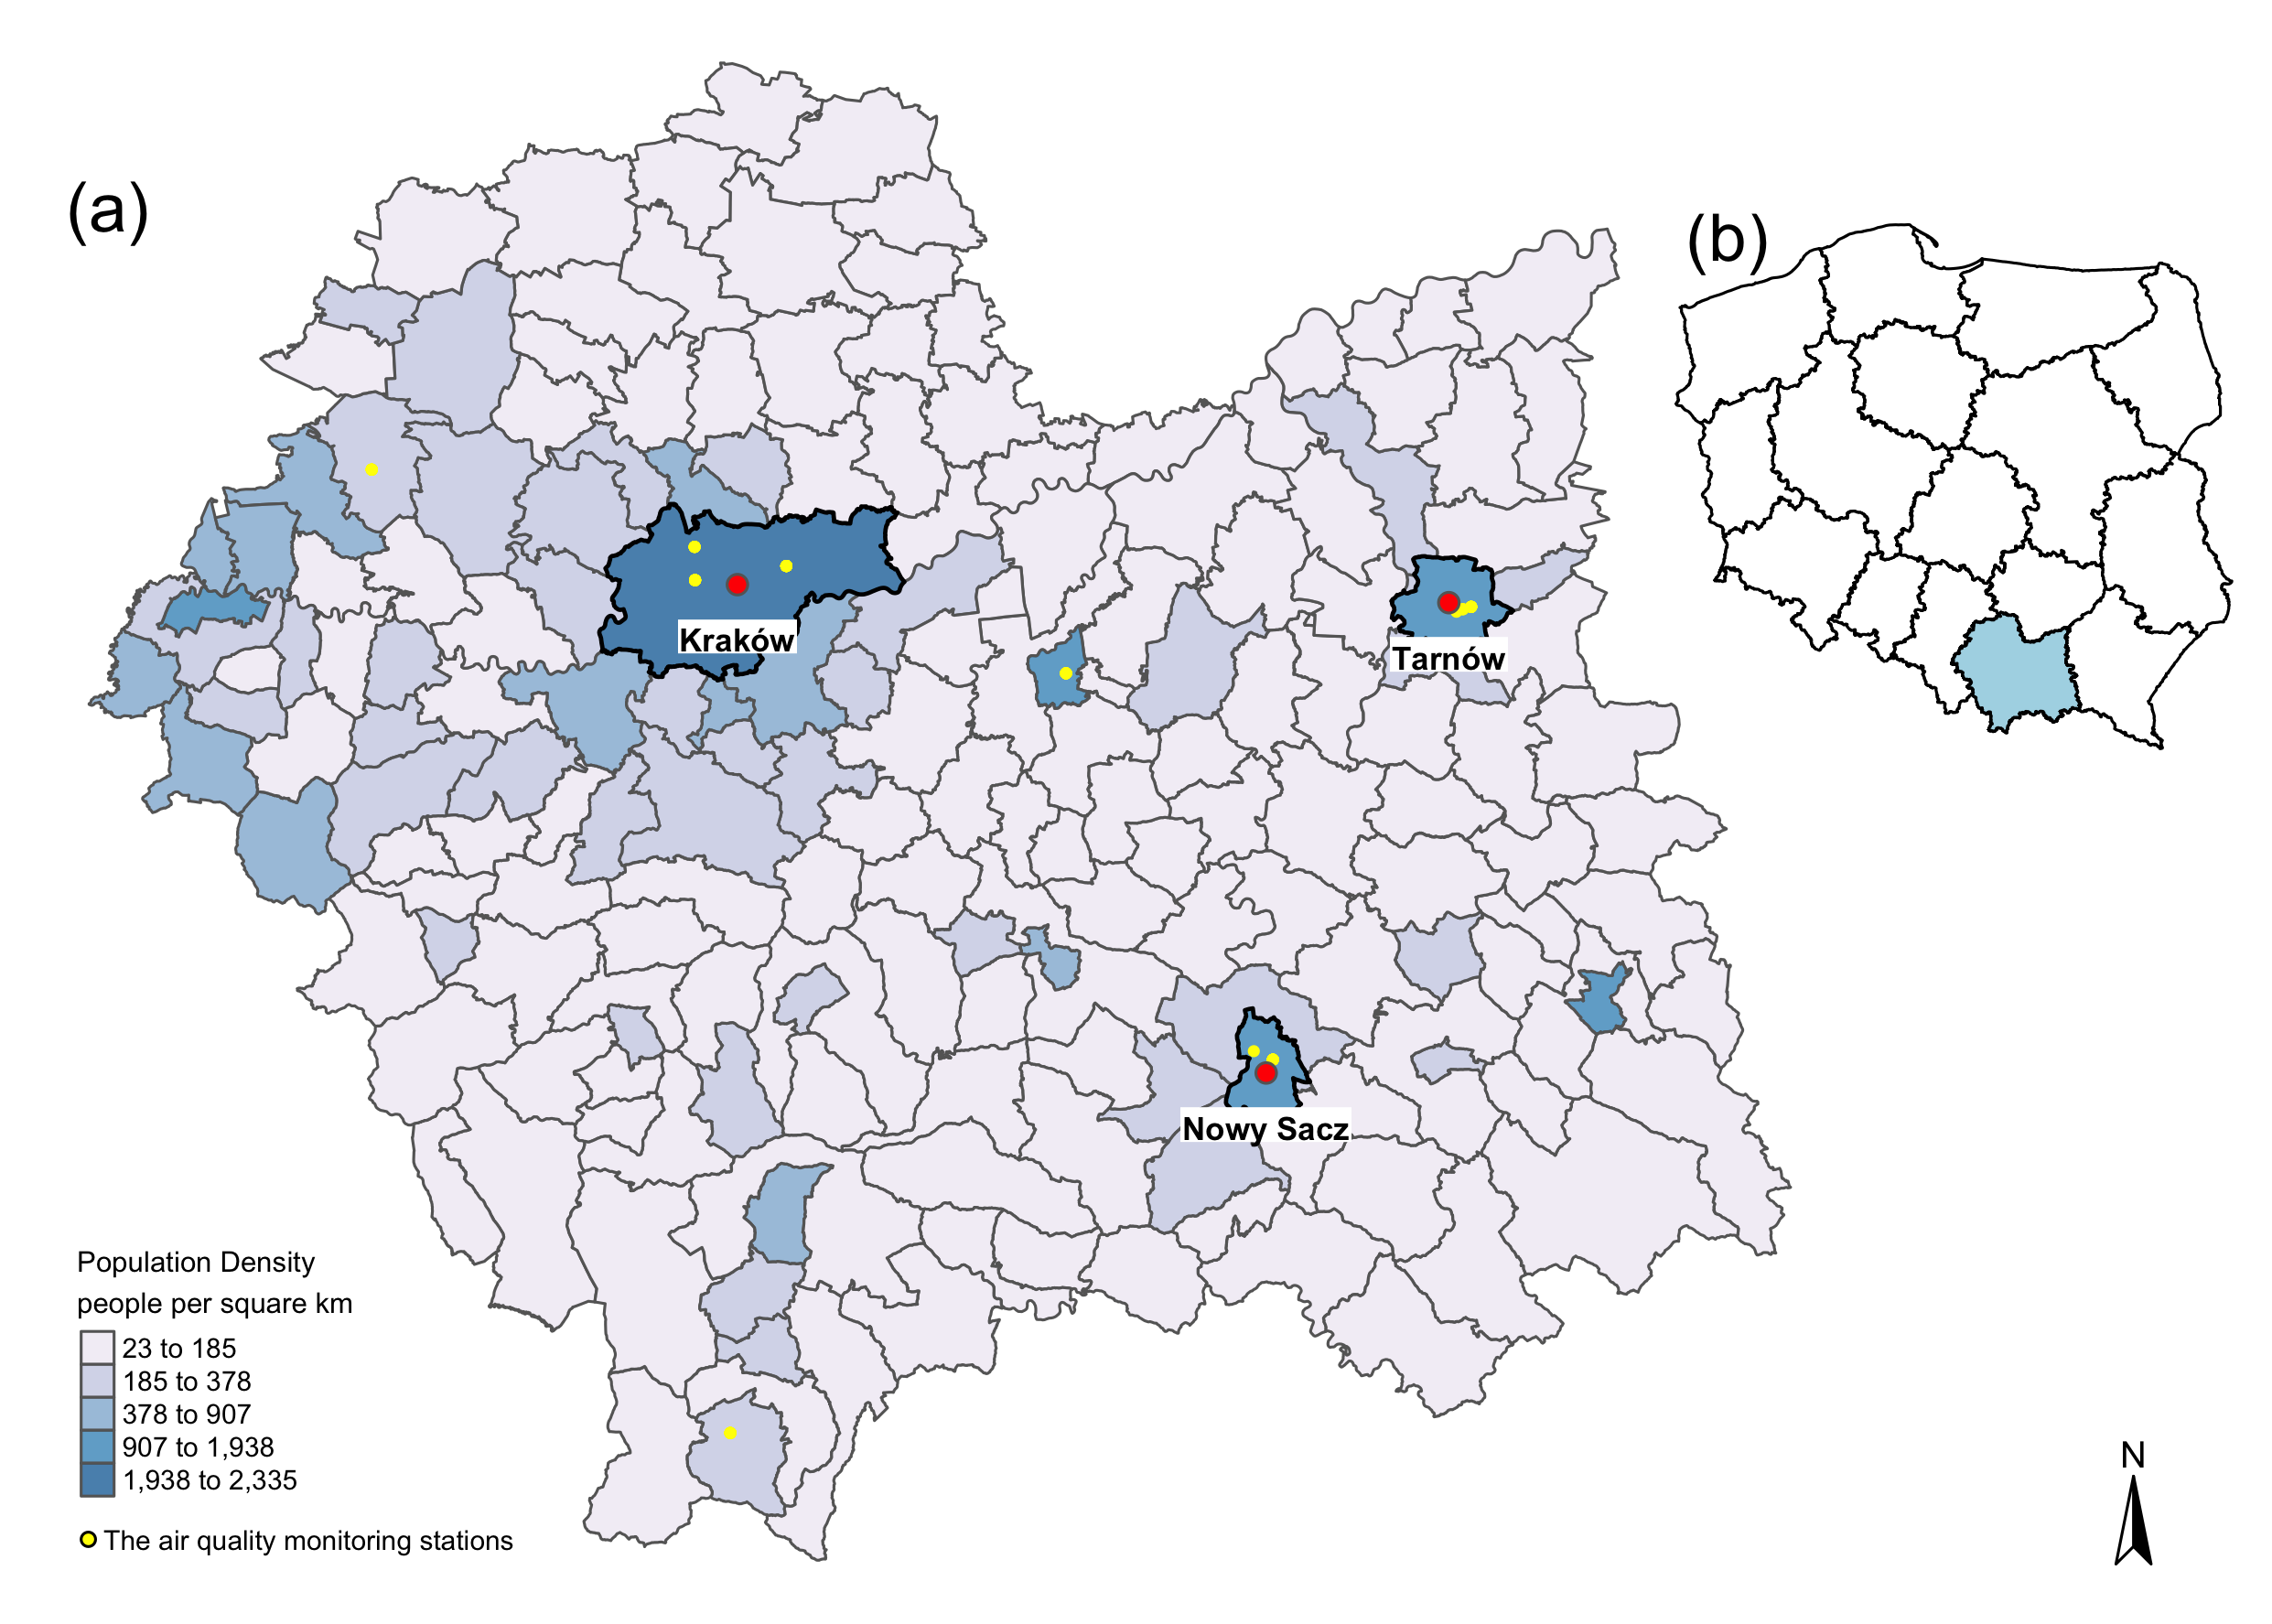 (a)
(b)
Kraków
Tarnów
Nowy Sacz
Population Density
people per square km
23 to 185
185 to 378
378 to 907
907 to 1,938
1,938 to 2,335
The air quality monitoring stations
N